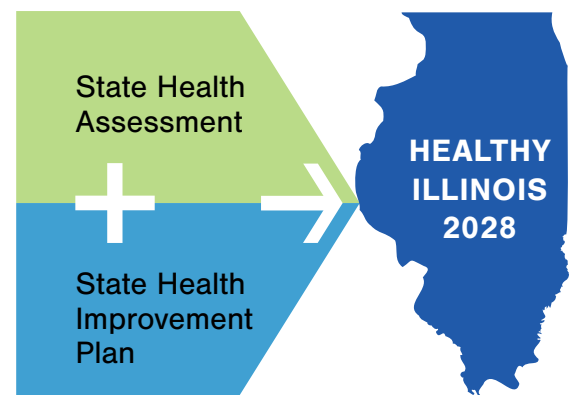 State Health
Assessment
State Health
Improvement
Plan
HEALTHY
ILLINOIS
2028